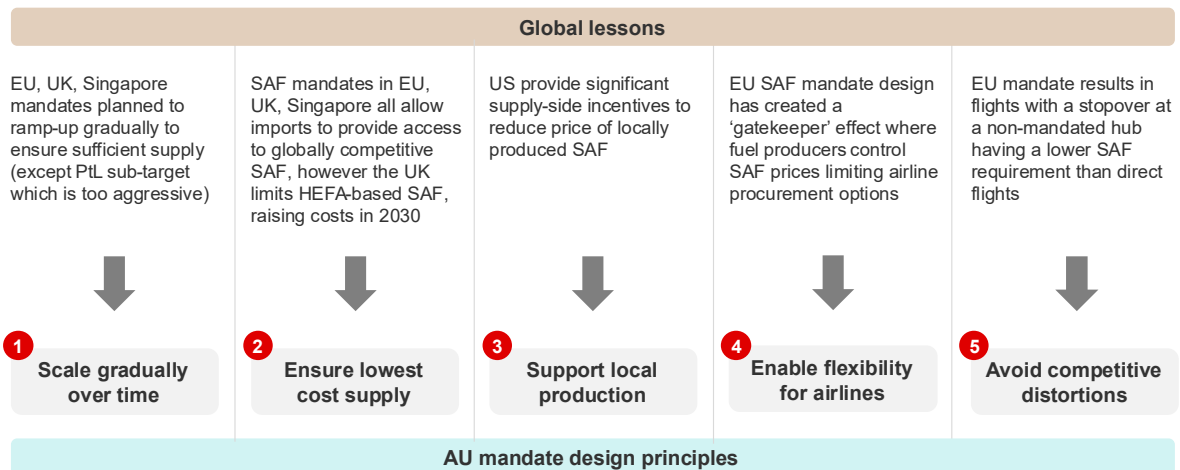 Global lessons
EU, UK, Singapore
mandates planned to
ramp-up gradually to
ensure sufficient supply
(except PtL sub-target
which is too aggressive)
SAF mandates in EU,
UK, Singapore all allow
imports to provide access
to globally competitive
SAF, however the UK
limits HEFA-based SAF,
raising costs in 2030
US provide significant
supply-side incentives to
reduce price of locally
produced SAF
EU SAF mandate design
has created a
‘gatekeeper’ effect where
fuel producers control
SAF prices limiting airline
procurement options
EU mandate results in
flights with a stopover at
a non-mandated hub
having a lower SAF
requirement than direct
flights
1
Scale gradually
over time
2
Ensure lowest
cost supply
3
Support local
production
4
Enable flexibility
for airlines
5
Avoid competitive
distortions
AU mandate design principles